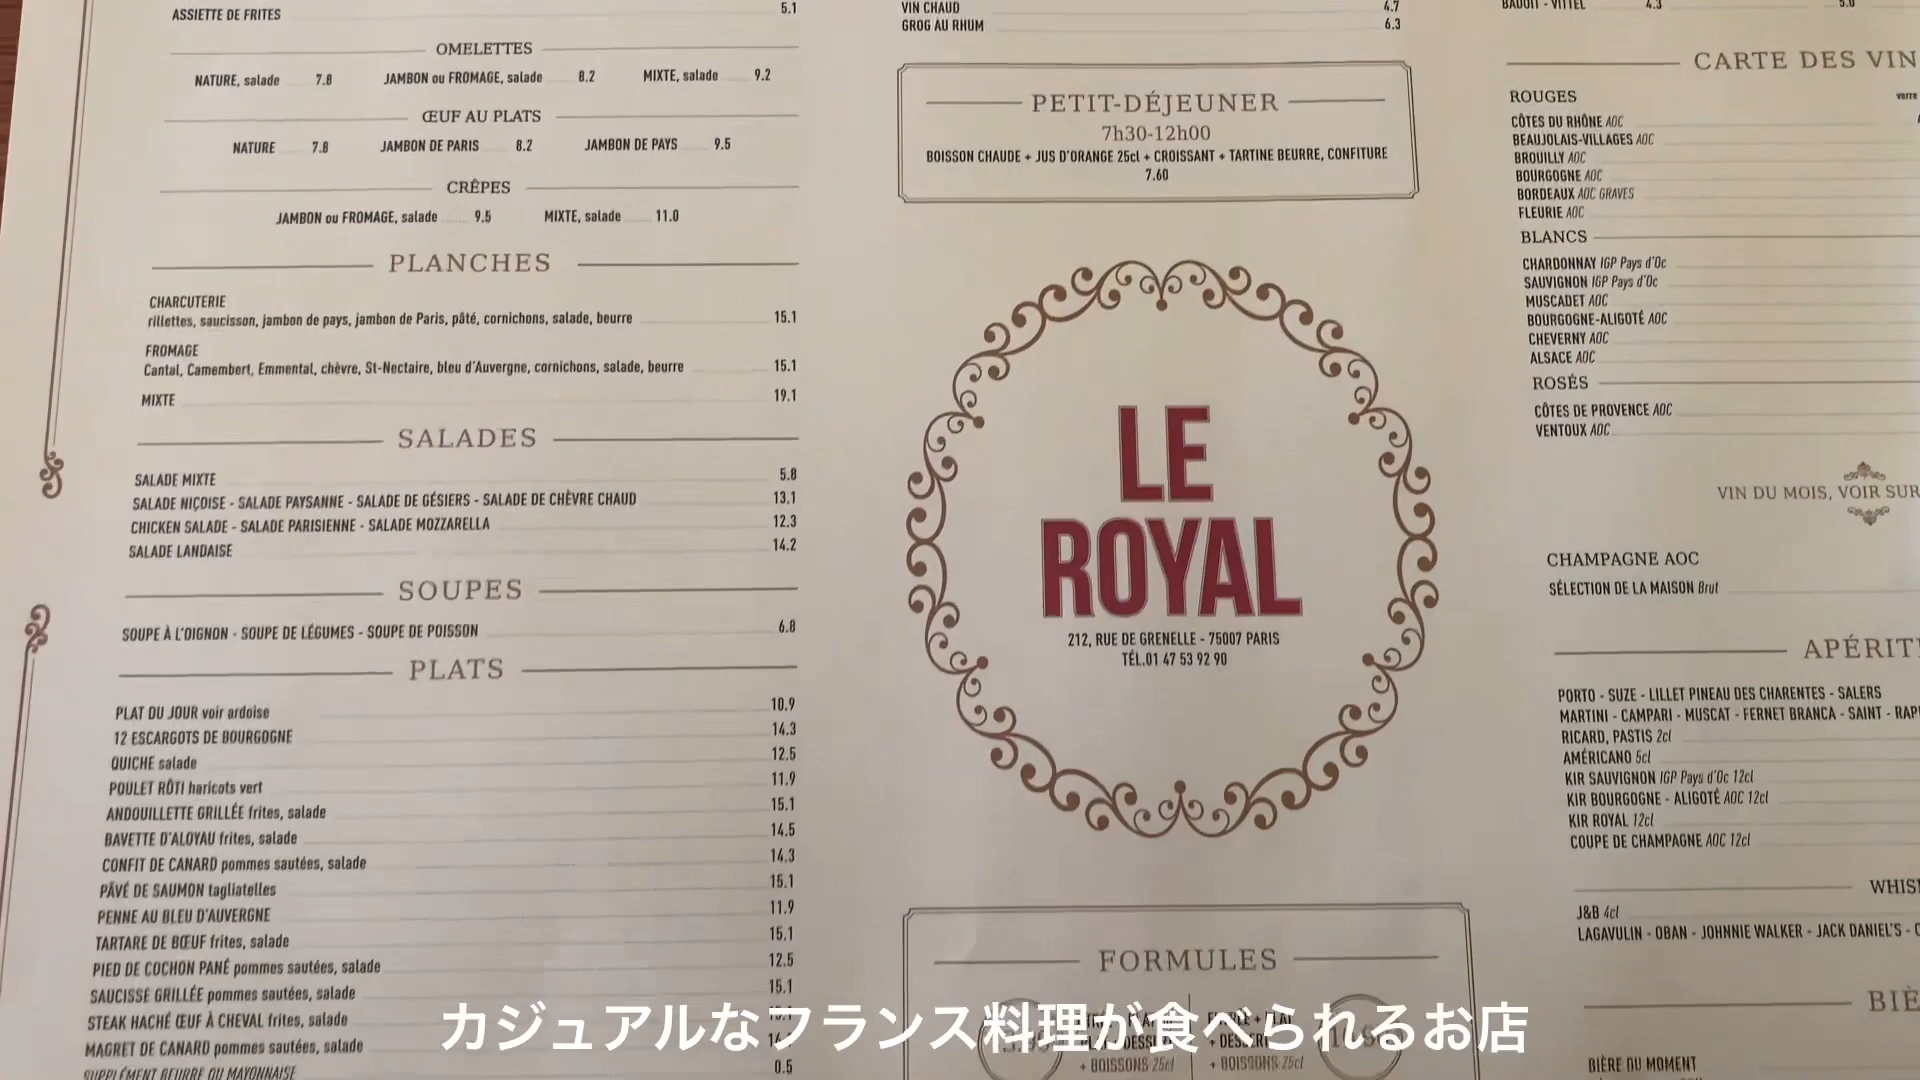 ASSIETTE DE FRITES 5.1
OMELETTES
NATURE, salade 7.8 JAMBON ou FROMAGE, salade 8.2 MIXTE, salade 9.2
ŒUF AU PLATS
NATURE 7.8 JAMBON DE PARIS 8.2 JAMBON DE PAYS 9.5
CRÊPES
JAMBON ou FROMAGE, salade 9.5 MIXTE, salade 11.0
PLANCHES
CHARCUTERIE
rillettes, saucisson, jambon de pays, jambon de Paris, pâté, cornichons, salade, beurre 15.1
FROMAGE
Cantal, Camembert, Emmental, chèvre, St-Nectaire, bleu d'Auvergne, cornichons, salade, beurre 15.1
MIXTE 19.1
SALADES
SALADE MIXTE 5.8
SALADE NIÇOISE - SALADE PAYSANNE - SALADE DE GÉSIERS - SALADE DE CHÈVRE CHAUD 13.1
CHICKEN SALADE - SALADE PARISIENNE - SALADE MOZZARELLA 12.3
SALADE LANDAISE 14.2
SOUPES
SOUPE À L'OIGNON - SOUPE DE LÉGUMES - SOUPE DE POISSON 6.8
PLATS
PLAT DU JOUR voir ardoise 10.9
12 ESCARGOTS DE BOURGOGNE 14.3
QUICHE salade 12.5
POULET RÔTI haricots vert 11.9
ANDOUILLETTE GRILLÉE frites, salade 15.1
BAVETTE D'ALOYAU frites, salade 14.5
CONFIT DE CANARD pommes sautées, salade 14.3
PÂVÉ DE SAUMON tagliatelles 15.1
PENNE AU BLEU D'AUVERGNE 11.9
TARTARE DE BŒUF frites, salade 15.1
PIED DE COCHON PANÉ pommes sautées, salade 12.5
SAUCISSE GRILLÉE pommes sautées, salade 15.1
STEAK HACHÉ ŒUF À CHEVAL frites, salade
MAGRET DE CANARD pommes sautées, salade
SUPPLÉMENT BEURRE OU MAYONNAISE 0.5
VIN CHAUD 4.7
GROG AU RHUM 6.3
PETIT-DÉJEUNER
7h30-12h00
BOISSON CHAUDE + JUS D'ORANGE 25cl + CROISSANT + TARTINE BEURRE, CONFITURE
7.60
LE
ROYAL
212, RUE DE GRENELLE - 75007 PARIS
TÉL.01 47 53 92 90
FORMULES
+ BOISSONS 25cl + BOISSONS 25cl
BADOIT - VITTEL 4.3 5.0
CARTE DES VIN
ROUGES verre
CÔTES DU RHÔNE AOC
BEAUJOLAIS-VILLAGES AOC
BROUILLY AOC
BOURGOGNE AOC
BORDEAUX AOC GRAVES
FLEURIE AOC
BLANCS
CHARDONNAY IGP Pays d'Oc
SAUVIGNON IGP Pays d'Oc
MUSCADET AOC
BOURGOGNE-ALIGOTÉ AOC
CHEVERNY AOC
ALSACE AOC
ROSÉS
CÔTES DE PROVENCE AOC
VENTOUX AOC
VIN DU MOIS, VOIR SUR
CHAMPAGNE AOC
SÉLECTION DE LA MAISON Brut
APÉRIT
PORTO - SUZE - LILLET PINEAU DES CHARENTES - SALERS
MARTINI - CAMPARI - MUSCAT - FERNET BRANCA - SAINT - RAP
RICARD, PASTIS 2cl
AMÉRICANO 5cl
KIR SAUVIGNON IGP Pays d'Oc 12cl
KIR BOURGOGNE - ALIGOTÉ AOC 12cl
KIR ROYAL 12cl
COUPE DE CHAMPAGNE AOC 12cl
WHIS
J&B 4cl
LAGAVULIN - OBAN - JOHNNIE WALKER - JACK DANIEL'S - C
BIÈ
BIÈRE DU MOMENT
カジュアルなフランス料理が食べられるお店